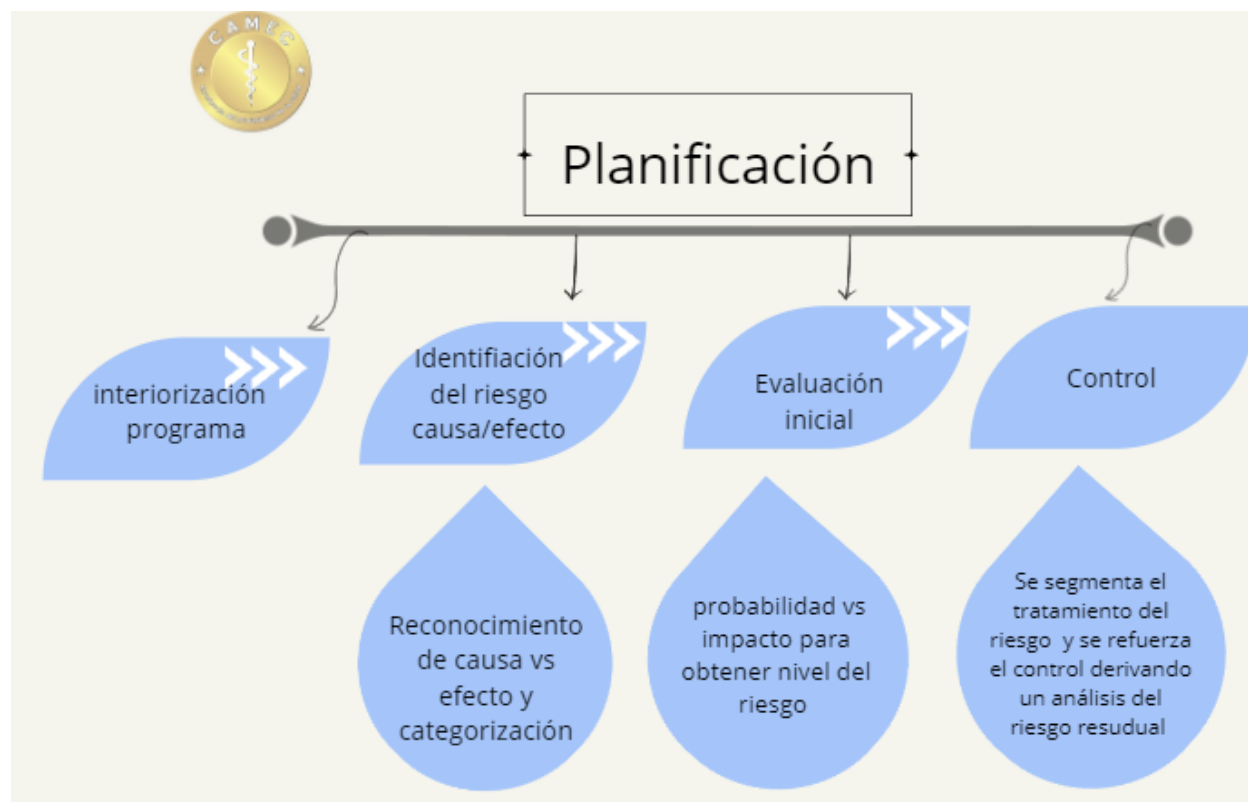 CAMEC
Planificación
interiorización
programa
Identifiación
del riesgo
causa/efecto
Evaluación
inicial
Control
Reconocimiento
de causa vs
efecto y
categorización
probabilidad vs
impacto para
obtener nivel del
riesgo
Se segmenta el
tratamiento del
riesgo y se refuerza
el control derivando
un análisis del
riesgo resudual